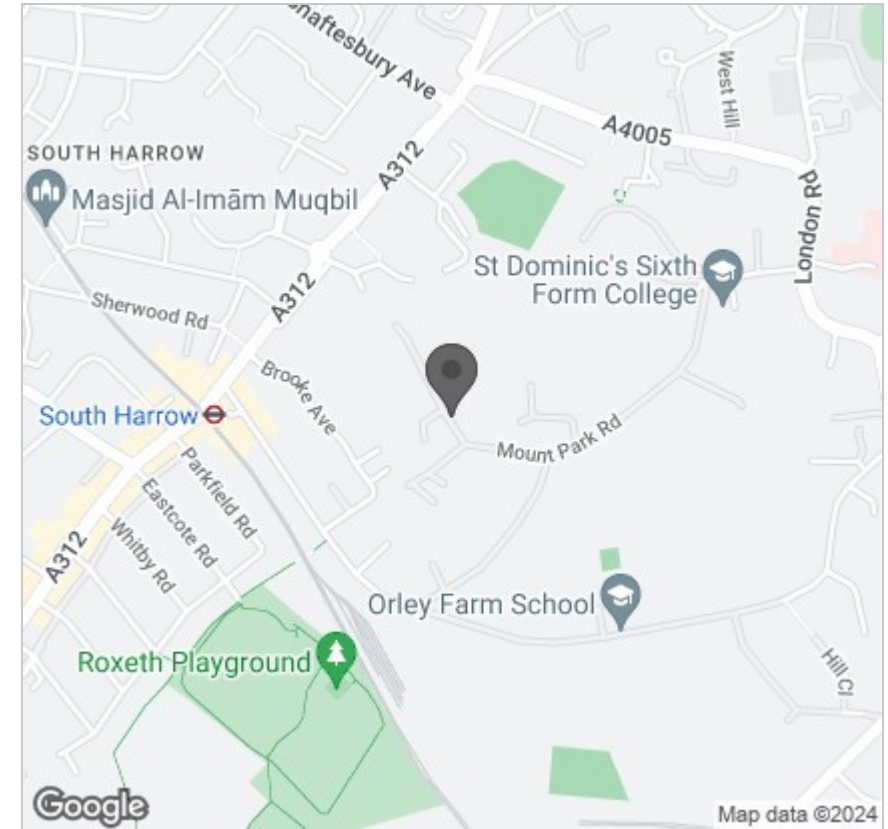 Shaftesbury Ave
West Hill
A4005
SOUTH HARROW
A312
Masjid Al-Imām Muqbil
London Rd
St Dominic's Sixth
Form College
A312
Sherwood Rd
Brooke Ave
South Harrow
Mount Park Rd
Parkfield Rd
Eastcote Rd
Whitby Rd
A312
Orley Farm School
Roxeth Playground
Hill Cl
Google
Map data ©2024